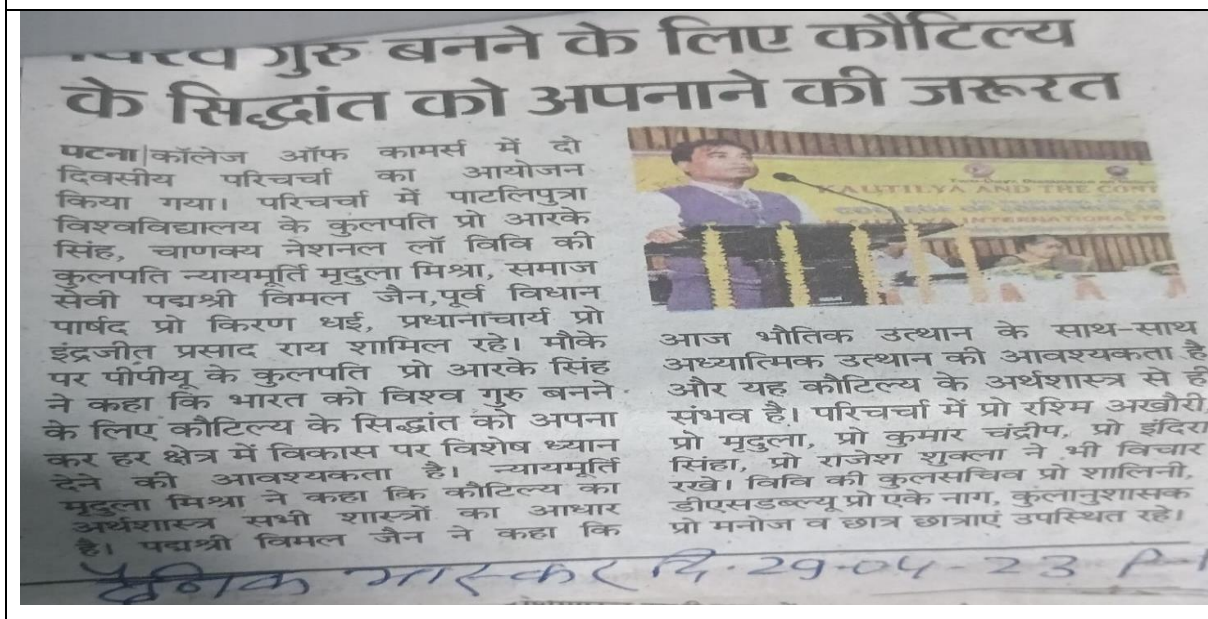 विश्व गुरु बनने के लिए कौटिल्य
के सिद्धांत को अपनाने की जरूरत
पटना|कॉलेज ऑफ कामर्स में दो
दिवसीय परिचर्चा का आयोजन
किया गया। परिचर्चा में पाटलिपुत्रा
विश्वविद्यालय के कुलपति प्रो आरके
सिंह, चाणक्य नेशनल लॉ विवि की
कुलपति न्यायमूर्ति मृदुला मिश्रा, समाज
सेवी पद्मश्री विमल जैन,पूर्व विधान
पार्षद प्रो किरण धई, प्रधानाचार्य प्रो
इंद्रजीत प्रसाद राय शामिल रहे। मौके
पर पीपीयू के कुलपति प्रो आरके सिंह
ने कहा कि भारत को विश्व गुरु बनने
के लिए कौटिल्य के सिद्धांत को अपना
कर हर क्षेत्र में विकास पर विशेष ध्यान
देने की आवश्यकता है। न्यायमूर्ति
मृदुला मिश्रा ने कहा कि कौटिल्य का
अर्थशास्त्र सभी शास्त्रों का आधार
है। पद्मश्री विमल जैन ने कहा कि
KAUTILYA AND THE CONT
INTERNATIONAL
आज भौतिक उत्थान के साथ-साथ
अध्यात्मिक उत्थान की आवश्यकता है
और यह कौटिल्य के अर्थशास्त्र से ही
संभव है। परिचर्चा में प्रो रश्मि अखौरी,
प्रो मृदुला, प्रो कुमार चंद्रीप, प्रो इंदिरा
सिंहा, प्रो राजेश शुक्ला ने भी विचार
रखे। विवि की कुलसचिव प्रो शालिनी,
डीएसडब्ल्यू प्रो एके नाग, कुलानुशासक
प्रो मनोज व छात्र छात्राएं उपस्थित रहे।
दैनिक भास्कर दि. 29-04-23 P-1